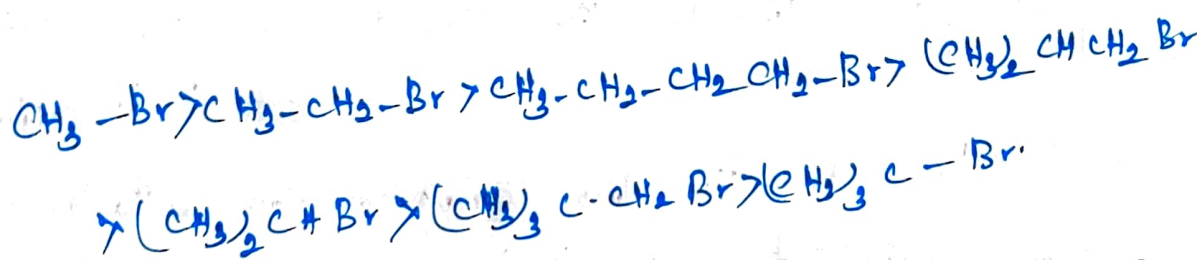 CH₃ – Br > CH₃ – CH₂ – Br > CH₃ – CH₂ – CH₂ CH₂ – Br > (CH₃)₂ CH CH₂ Br
> (CH₃)₂ CH Br > (CH₃)₃ C - CH₂ Br > (CH₃)₃ C – Br.